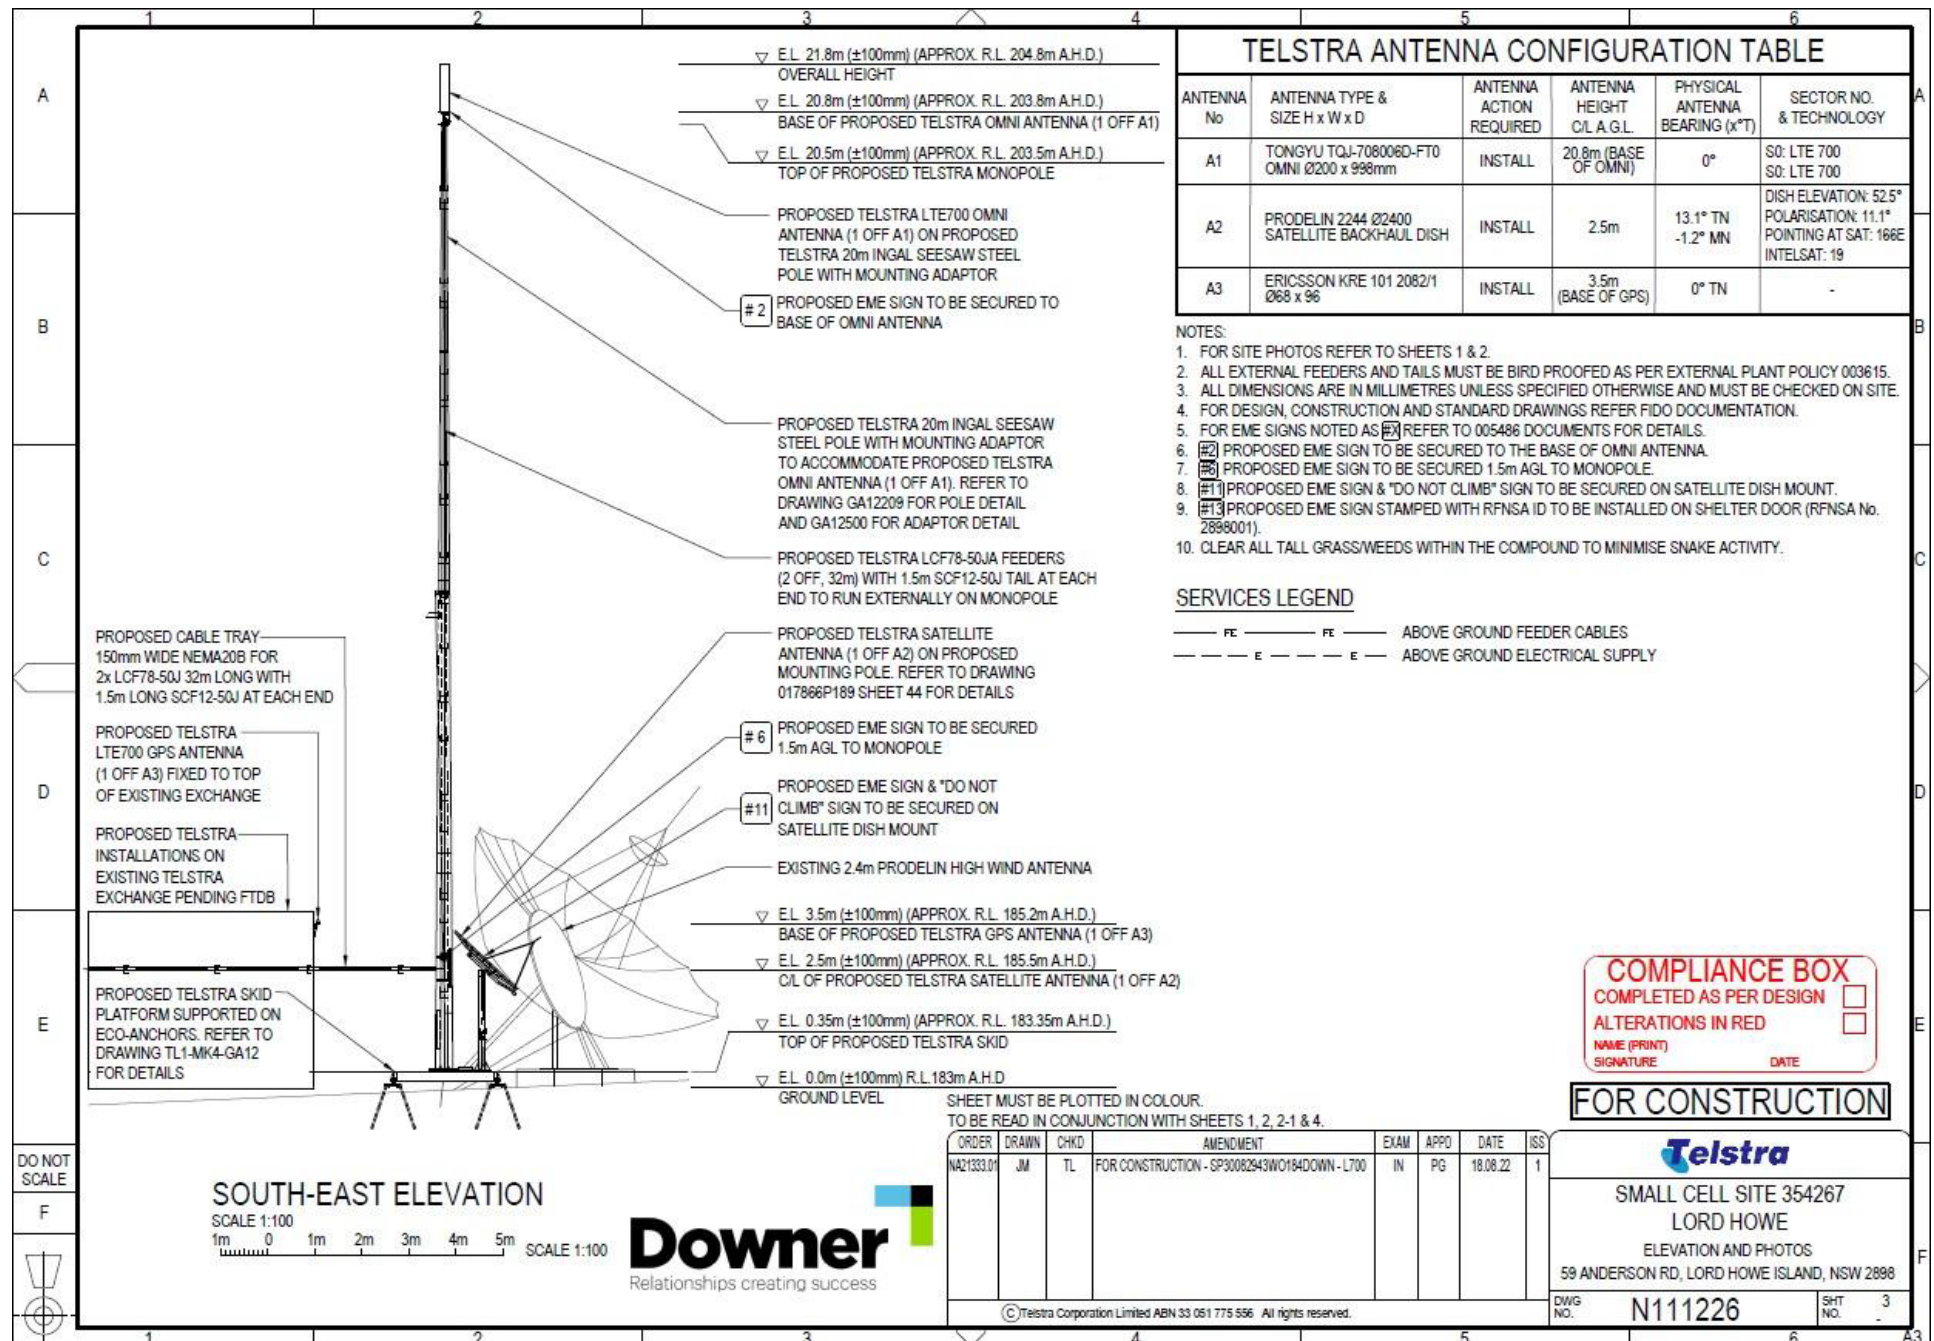 1 2 3 4 5 6
E.L. 21.8m (±100mm) (APPROX. R.L. 204.8m A.H.D.)
OVERALL HEIGHT
E.L. 20.8m (±100mm) (APPROX. R.L. 203.8m A.H.D.)
BASE OF PROPOSED TELSTRA OMNI ANTENNA (1 OFF A1)
E.L. 20.5m (±100mm) (APPROX. R.L. 203.5m A.H.D.)
TOP OF PROPOSED TELSTRA MONOPOLE
PROPOSED TELSTRA LTE700 OMNI
ANTENNA (1 OFF A1) ON PROPOSED
TELSTRA 20m INGAL SEESAW STEEL
POLE WITH MOUNTING ADAPTOR
# 2
PROPOSED EME SIGN TO BE SECURED TO
BASE OF OMNI ANTENNA
PROPOSED TELSTRA 20m INGAL SEESAW
STEEL POLE WITH MOUNTING ADAPTOR
TO ACCOMMODATE PROPOSED TELSTRA
OMNI ANTENNA (1 OFF A1). REFER TO
DRAWING GA12209 FOR POLE DETAIL
AND GA12500 FOR ADAPTOR DETAIL
PROPOSED TELSTRA LCF78-50JA FEEDERS
(2 OFF, 32m) WITH 1.5m SCF12-50J TAIL AT EACH
END TO RUN EXTERNALLY ON MONOPOLE
PROPOSED TELSTRA SATELLITE
ANTENNA (1 OFF A2) ON PROPOSED
MOUNTING POLE. REFER TO DRAWING
017866P189 SHEET 44 FOR DETAILS
# 6
PROPOSED EME SIGN TO BE SECURED
1.5m AGL TO MONOPOLE
#11
PROPOSED EME SIGN & "DO NOT
CLIMB" SIGN TO BE SECURED ON
SATELLITE DISH MOUNT
EXISTING 2.4m PRODELIN HIGH WIND ANTENNA
E.L. 3.5m (±100mm) (APPROX. R.L. 185.2m A.H.D.)
BASE OF PROPOSED TELSTRA GPS ANTENNA (1 OFF A3)
E.L. 2.5m (±100mm) (APPROX. R.L. 185.5m A.H.D.)
C/L OF PROPOSED TELSTRA SATELLITE ANTENNA (1 OFF A2)
E.L. 0.35m (±100mm) (APPROX. R.L. 183.35m A.H.D.)
TOP OF PROPOSED TELSTRA SKID
E.L. 0.0m (±100mm) R.L.183m A.H.D
GROUND LEVEL
PROPOSED CABLE TRAY
150mm WIDE NEMA20B FOR
2x LCF78-50J 32m LONG WITH
1.5m LONG SCF12-50J AT EACH END
PROPOSED TELSTRA
LTE700 GPS ANTENNA
(1 OFF A3) FIXED TO TOP
OF EXISTING EXCHANGE
PROPOSED TELSTRA
INSTALLATIONS ON
EXISTING TELSTRA
EXCHANGE PENDING FTDB
E E E E
PROPOSED TELSTRA SKID
PLATFORM SUPPORTED ON
ECO-ANCHORS. REFER TO
DRAWING TL1-MK4-GA12
FOR DETAILS
TELSTRA ANTENNA CONFIGURATION TABLE
ANTENNA No | ANTENNA TYPE & SIZE H x W x D | ANTENNA ACTION REQUIRED | ANTENNA HEIGHT C/L A.G.L. | PHYSICAL ANTENNA BEARING (x°T) | SECTOR NO. & TECHNOLOGY
A1 | TONGYU TQJ-708006D-FT0 OMNI Ø200 x 998mm | INSTALL | 20.8m (BASE OF OMNI) | 0° | S0: LTE 700 S0: LTE 700
A2 | PRODELIN 2244 Ø2400 SATELLITE BACKHAUL DISH | INSTALL | 2.5m | 13.1° TN -1.2° MN | DISH ELEVATION: 52.5° POLARISATION: 11.1° POINTING AT SAT: 166E INTELSAT: 19
A3 | ERICSSON KRE 101 2082/1 Ø68 x 96 | INSTALL | 3.5m (BASE OF GPS) | 0° TN | -
NOTES:
1. FOR SITE PHOTOS REFER TO SHEETS 1 & 2.
2. ALL EXTERNAL FEEDERS AND TAILS MUST BE BIRD PROOFED AS PER EXTERNAL PLANT POLICY 003615.
3. ALL DIMENSIONS ARE IN MILLIMETRES UNLESS SPECIFIED OTHERWISE AND MUST BE CHECKED ON SITE.
4. FOR DESIGN, CONSTRUCTION AND STANDARD DRAWINGS REFER FIDO DOCUMENTATION.
5. FOR EME SIGNS NOTED AS #X REFER TO 005486 DOCUMENTS FOR DETAILS.
6. #2 PROPOSED EME SIGN TO BE SECURED TO THE BASE OF OMNI ANTENNA.
7. #6 PROPOSED EME SIGN TO BE SECURED 1.5m AGL TO MONOPOLE.
8. #11 PROPOSED EME SIGN & "DO NOT CLIMB" SIGN TO BE SECURED ON SATELLITE DISH MOUNT.
9. #13 PROPOSED EME SIGN STAMPED WITH RFNSA ID TO BE INSTALLED ON SHELTER DOOR (RFNSA No.
2898001).
10. CLEAR ALL TALL GRASS/WEEDS WITHIN THE COMPOUND TO MINIMISE SNAKE ACTIVITY.
SERVICES LEGEND
FE FE ABOVE GROUND FEEDER CABLES
E E ABOVE GROUND ELECTRICAL SUPPLY
COMPLIANCE BOX
COMPLETED AS PER DESIGN
ALTERATIONS IN RED
NAME (PRINT)
SIGNATURE DATE
FOR CONSTRUCTION
SHEET MUST BE PLOTTED IN COLOUR.
TO BE READ IN CONJUNCTION WITH SHEETS 1, 2, 2-1 & 4.
ORDER DRAWN CHKD AMENDMENT EXAM APPD DATE ISS
NA21333.01 JM TL FOR CONSTRUCTION - SP30082943WO184DOWN - L700 IN PG 18.08.22 1
© Telstra Corporation Limited ABN 33 051 775 556 All rights reserved.
Telstra
SMALL CELL SITE 354267
LORD HOWE
ELEVATION AND PHOTOS
59 ANDERSON RD, LORD HOWE ISLAND, NSW 2898
DWG NO. N111226 SHT NO. 3 -
SOUTH-EAST ELEVATION
SCALE 1:100
1m 0 1m 2m 3m 4m 5m SCALE 1:100
Downer
Relationships creating success
A B C D E
DO NOT
SCALE
F
A B C D E F
1 2 3 4 5 6 A3